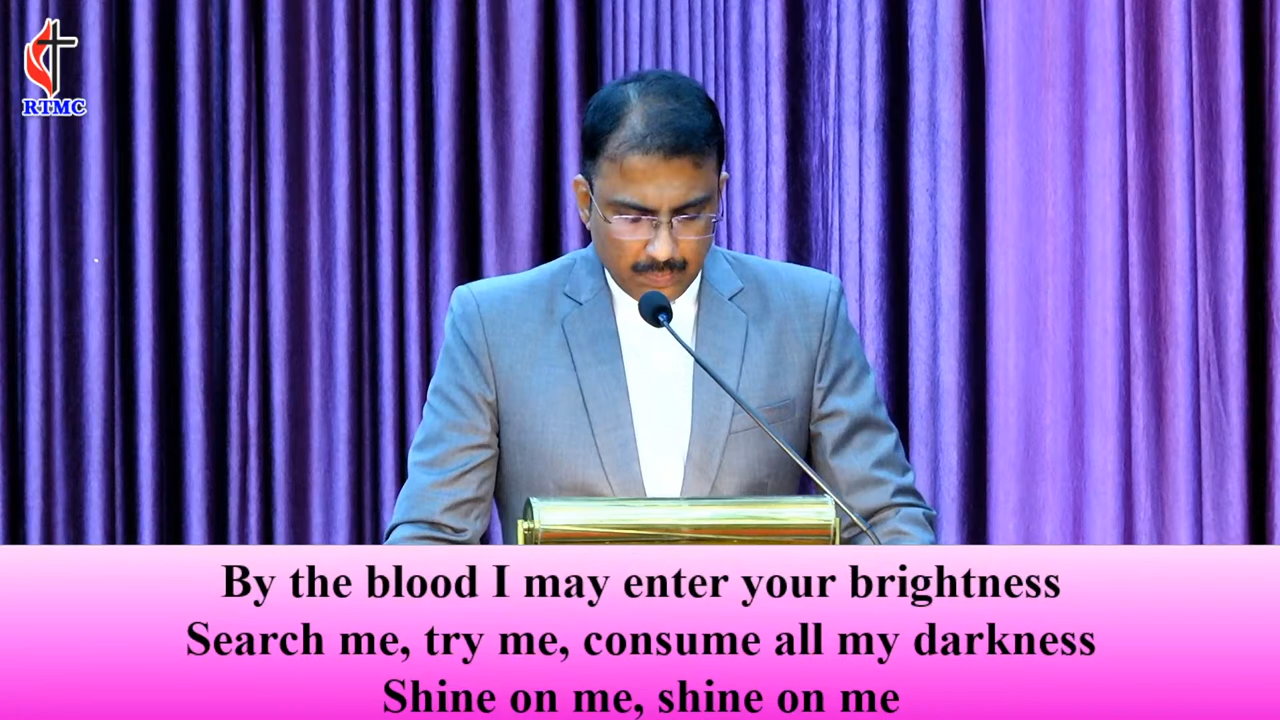 RTMC
By the blood I may enter your brightness
Search me, try me, consume all my darkness
Shine on me, shine on me